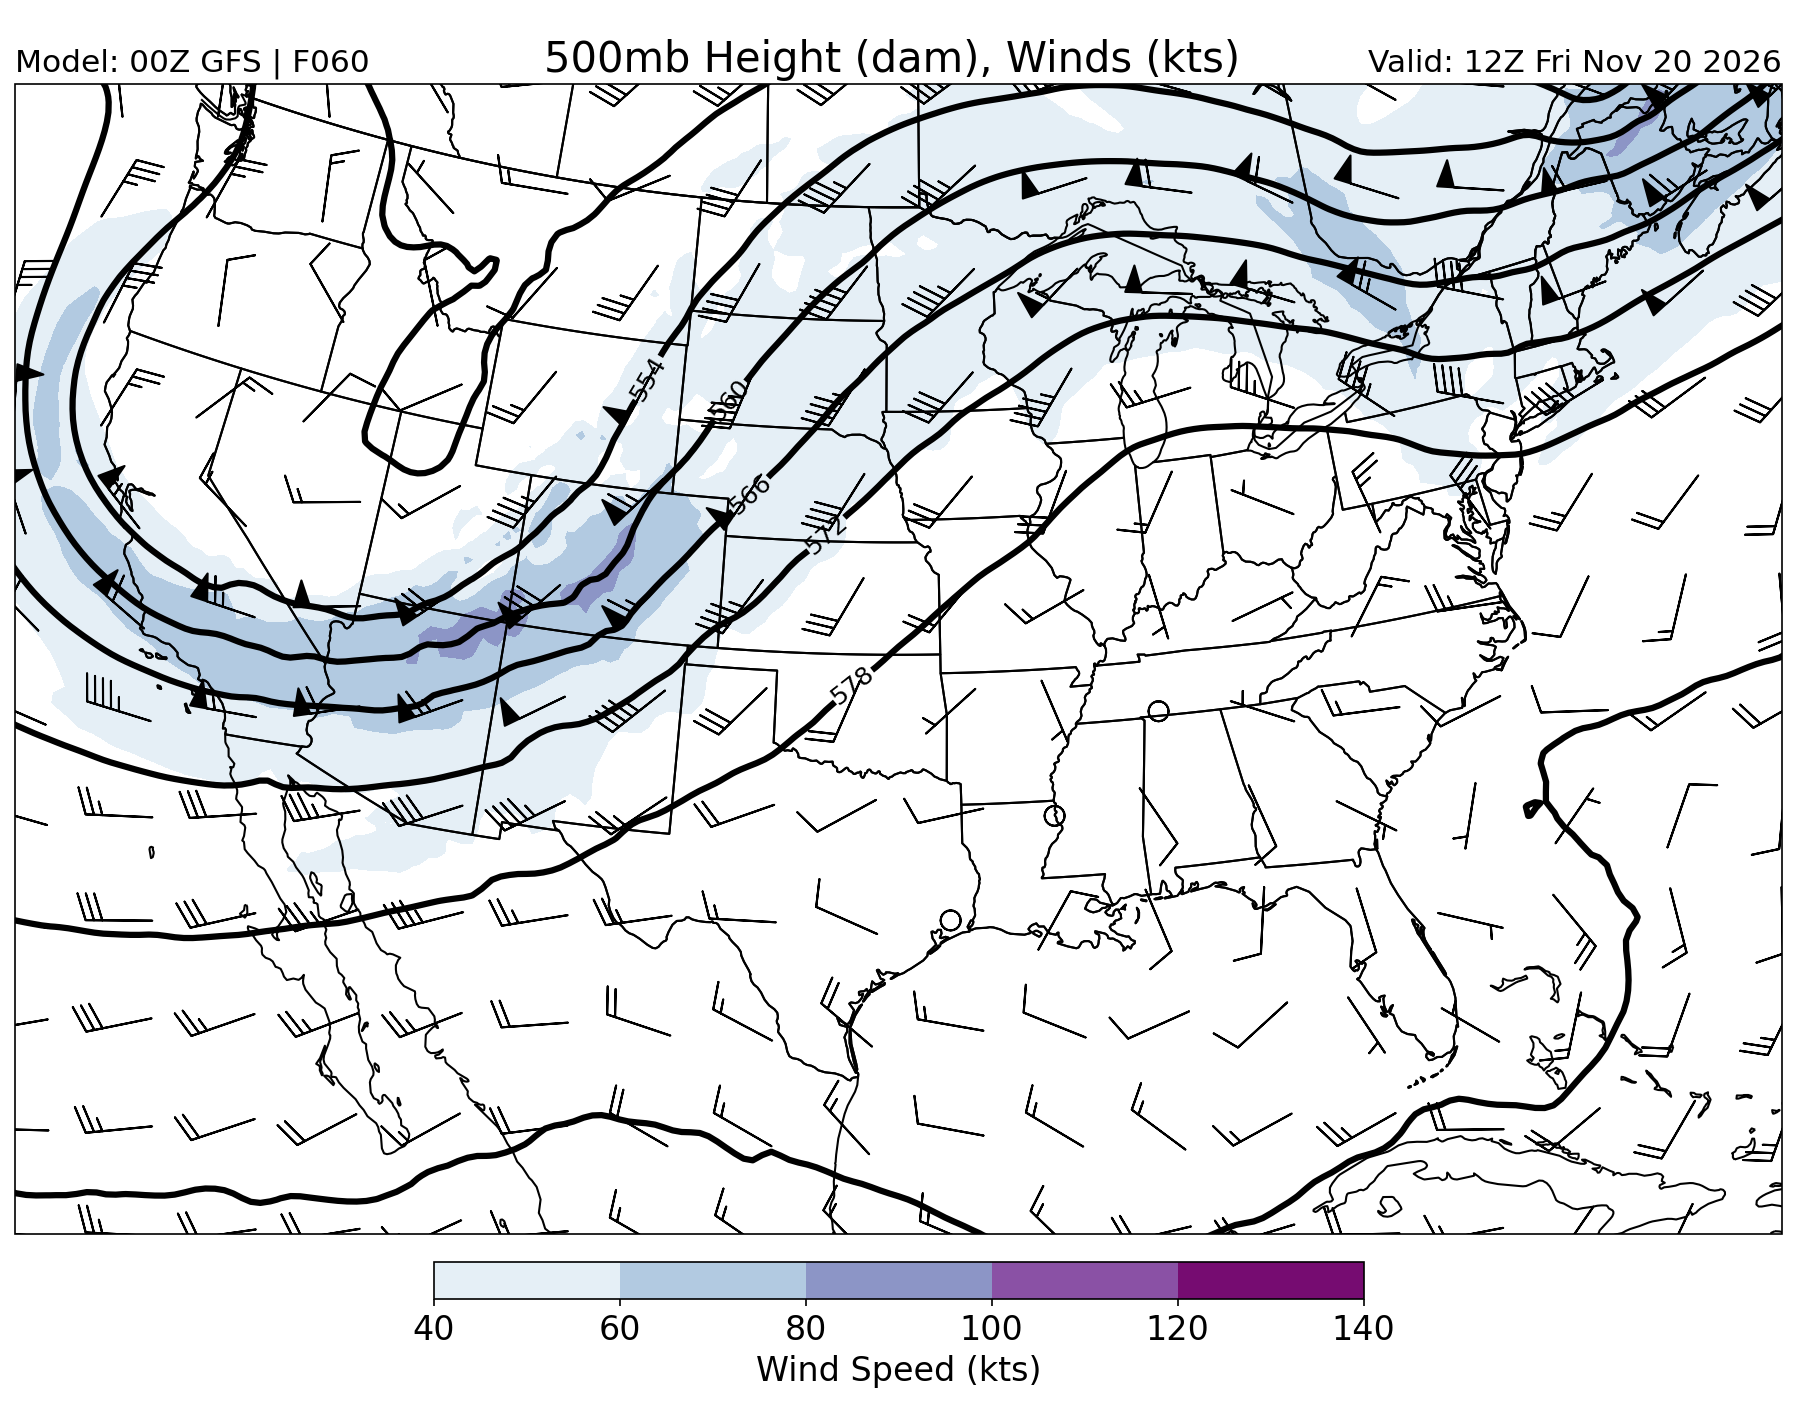 500mb Height (dam), Winds (kts)
Model: 00Z GFS | F060
Valid: 12Z Fri Nov 20 2026
554
560
566
572
578
40 60 80 100 120 140
Wind Speed (kts)